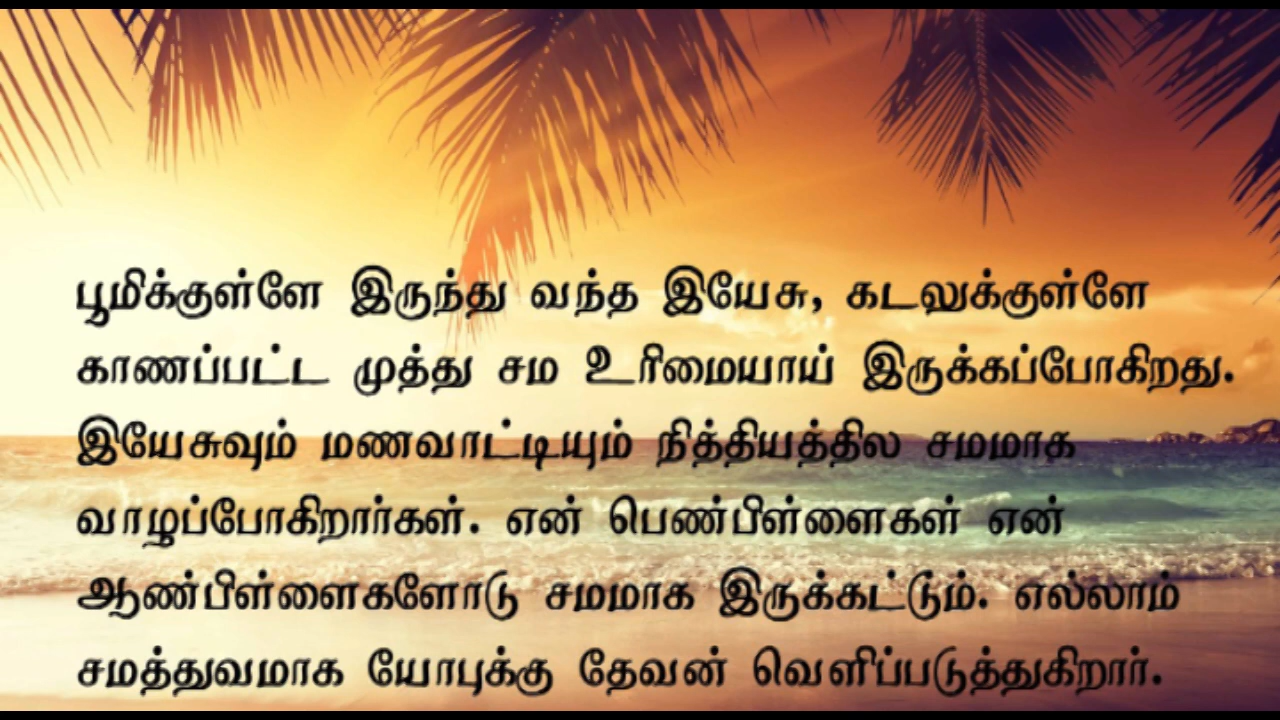 பூமிக்குள்ளே இருந்து வந்த இயேசு, கடலுக்குள்ளே
காணப்பட்ட முத்து சம உரிமையாய் இருக்கப்போகிறது.
இயேசுவும் மணவாட்டியும் நித்தியத்தில சமமாக
வாழப்போகிறார்கள். என் பெண்பிள்ளைகள் என்
ஆண்பிள்ளைகளோடு சமமாக இருக்கட்டும். எல்லாம்
சமத்துவமாக யோபுக்கு தேவன் வெளிப்படுத்துகிறார்.